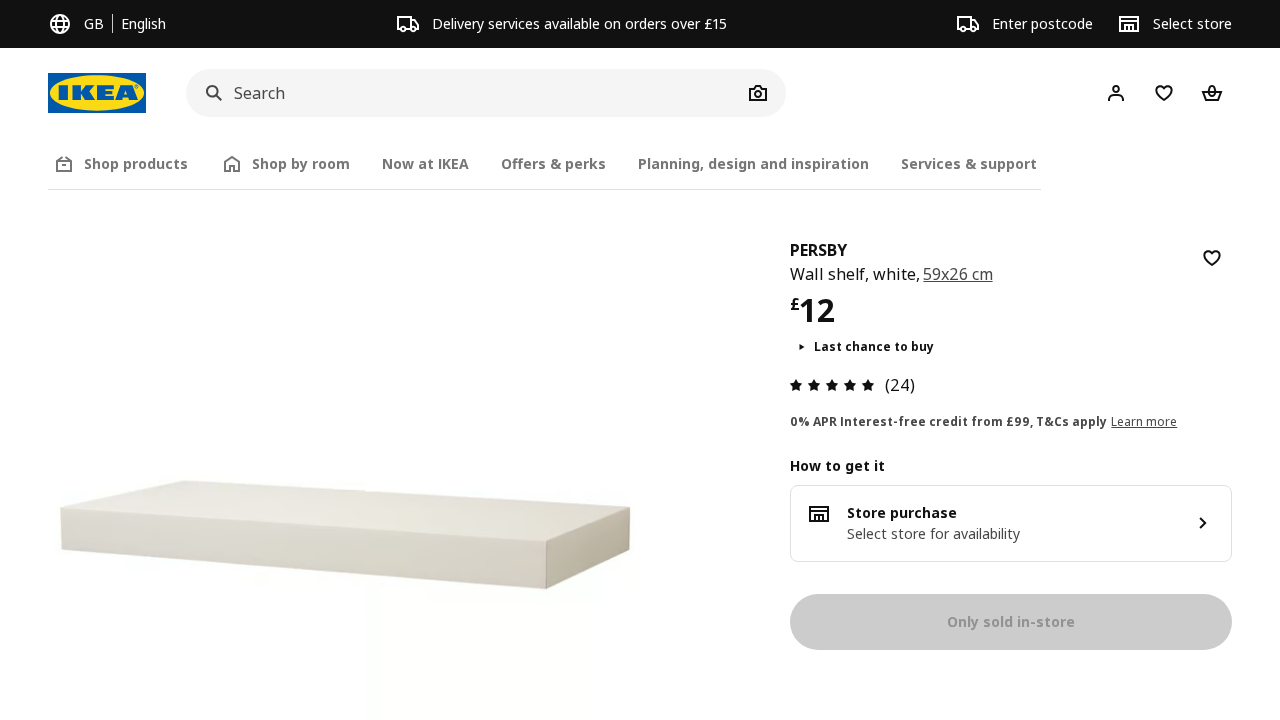 GB English
Delivery services available on orders over £15
Enter postcode
Select store
IKEA
Search
Shop products
Shop by room
Now at IKEA
Offers & perks
Planning, design and inspiration
Services & support
PERSBY
Wall shelf, white, 59x26 cm
£12
Last chance to buy
(24)
0% APR Interest-free credit from £99, T&Cs apply Learn more
How to get it
Store purchase
Select store for availability
Only sold in-store